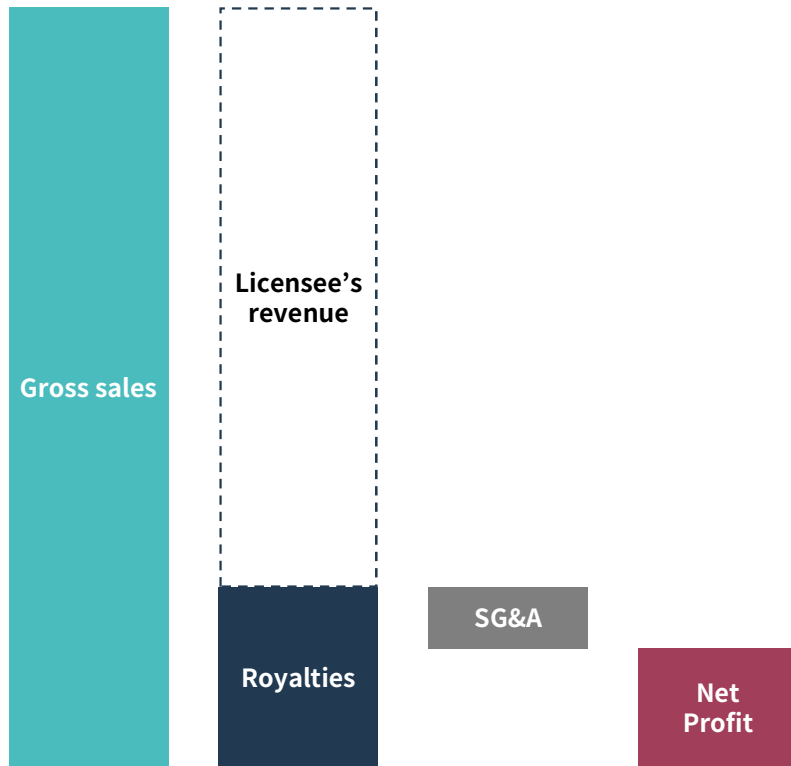 Licensee’s
revenue
Gross sales
SG&A
Royalties
Net
Profit